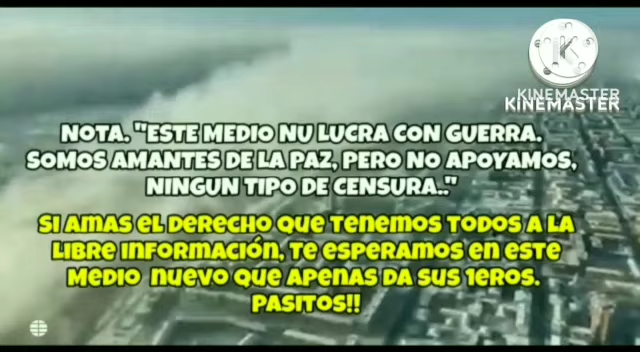 KINEMASTER
KINEMASTER
NOTA. "ESTE MEDIO NU LUCRA CON GUERRA.
SOMOS AMANTES DE LA PAZ, PERO NO APOYAMOS,
NINGUN TIPO DE CENSURA.."
SI AMAS EL DERECHO QUE TENEMOS TODOS A LA
LIBRE INFORMACIÓN, TE ESPERAMOS EN ESTE
MEDIO NUEVO QUE APENAS DA SUS 1EROS.
PASITOS!!